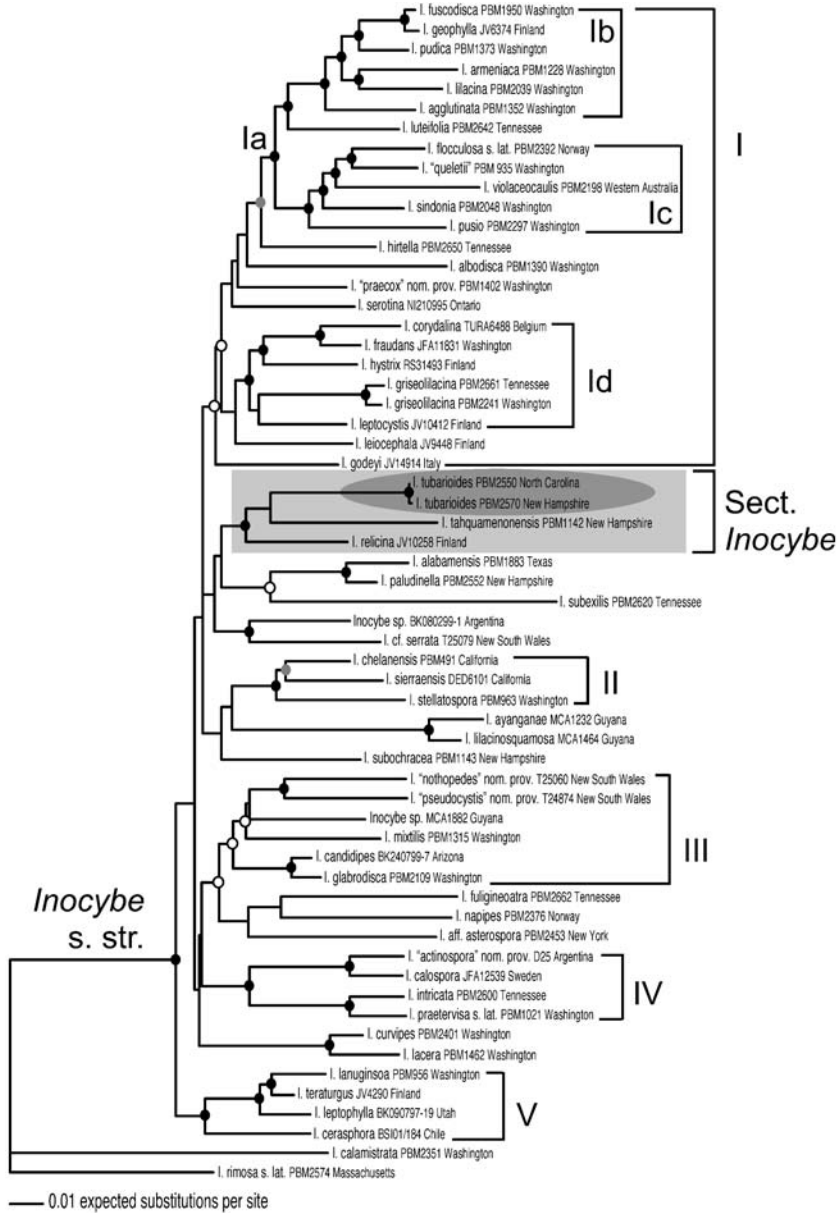 I. fuscodisca PBM1950 Washington
I. geophylla JV6374 Finland
Ib
I. pudica PBM1373 Washington
I. armeniaca PBM1228 Washington
I. lilacina PBM2039 Washington
I. agglutinata PBM1352 Washington
I. luteifolia PBM2642 Tennessee
Ia
I
I. flocculosa s. lat. PBM2392 Norway
I. "queletii" PBM 935 Washington
I. violaceocaulis PBM2198 Western Australia
I. sindonia PBM2048 Washington
Ic
I. pusio PBM2297 Washington
I. hirtella PBM2650 Tennessee
I. albodisca PBM1390 Washington
I. "praecox" nom. prov. PBM1402 Washington
I. serotina NI210995 Ontario
I. corydalina TURA6488 Belgium
I. fraudans JFA11831 Washington
I. hystrix RS31493 Finland
Id
I. griseolilacina PBM2661 Tennessee
I. griseolilacina PBM2241 Washington
I. leptocystis JV10412 Finland
I. leiocephala JV9448 Finland
I. godeyi JV14914 Italy
I. tubarioides PBM2550 North Carolina
I. tubarioides PBM2570 New Hampshire
Sect.
I. tahquamenonensis PBM1142 New Hampshire
Inocybe
I. relicina JV10258 Finland
I. alabamensis PBM1883 Texas
I. paludinella PBM2552 New Hampshire
I. subexilis PBM2620 Tennessee
Inocybe sp. BK080299-1 Argentina
I. cf. serrata T25079 New South Wales
I. chelanensis PBM491 California
I. sierraensis DED6101 California
II
I. stellatospora PBM963 Washington
I. ayanganae MCA1232 Guyana
I. lilacinosquamosa MCA1464 Guyana
I. subochracea PBM1143 New Hampshire
I. "nothopedes" nom. prov. T25060 New South Wales
I. "pseudocystis" nom. prov. T24874 New South Wales
Inocybe sp. MCA1882 Guyana
I. mixtilis PBM1315 Washington
III
I. candidipes BK240799-7 Arizona
I. glabrodisca PBM2109 Washington
Inocybe
s. str.
I. fuligineoatra PBM2662 Tennessee
I. napipes PBM2376 Norway
I. aff. asterospora PBM2453 New York
I. "actinospora" nom. prov. D25 Argentina
I. calospora JFA12539 Sweden
IV
I. intricata PBM2600 Tennessee
I. praetervisa s. lat. PBM1021 Washington
I. curvipes PBM2401 Washington
I. lacera PBM1462 Washington
I. lanuginsoa PBM956 Washington
I. teraturgus JV4290 Finland
V
I. leptophylla BK090797-19 Utah
I. cerasphora BSI01/184 Chile
I. calamistrata PBM2351 Washington
I. rimosa s. lat. PBM2574 Massachusetts
0.01 expected substitutions per site